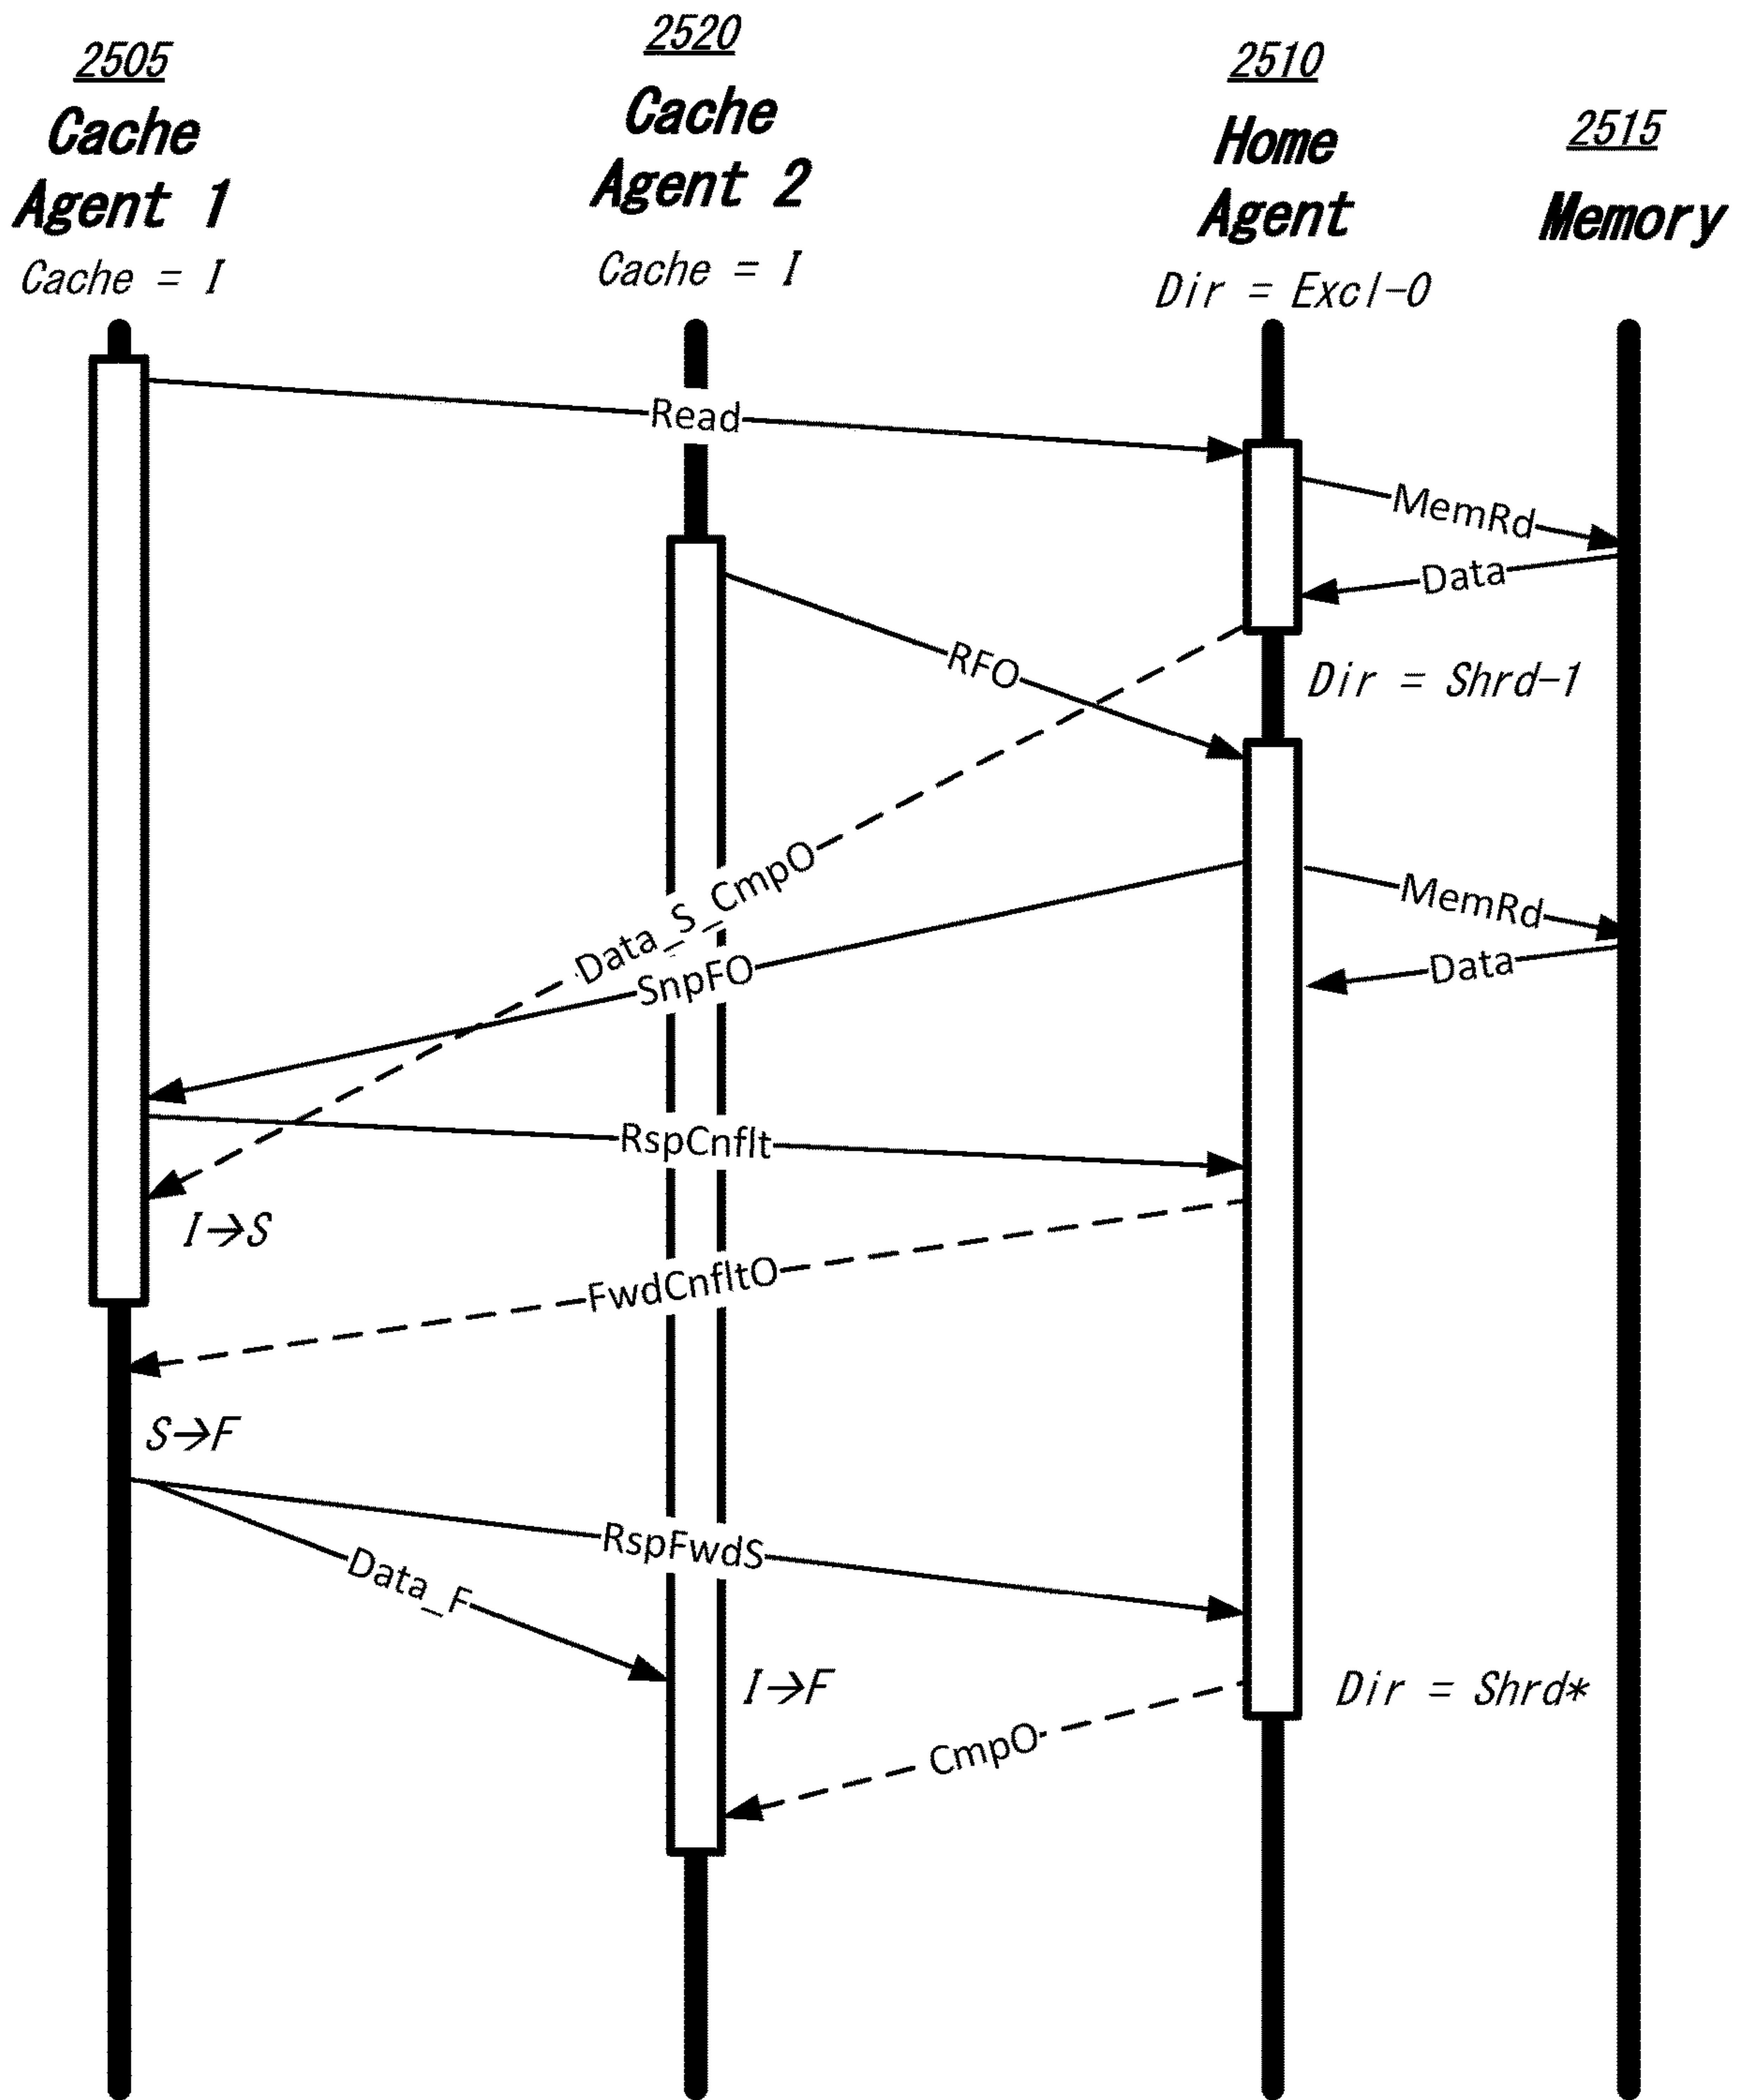 2505
Cache
Agent 1
Cache = I
2520
Cache
Agent 2
Cache = I
2510
Home
Agent
Dir = Excl-0
2515
Memory
Read
MemRd
Data
RFO
Dir = Shrd-1
Data_S_CmpO
MemRd
SnpFO
Data
RspCnflt
I→S
FwdCnfltO
S→F
RspFwdS
Data_F
I→F
Dir = Shrd*
CmpO